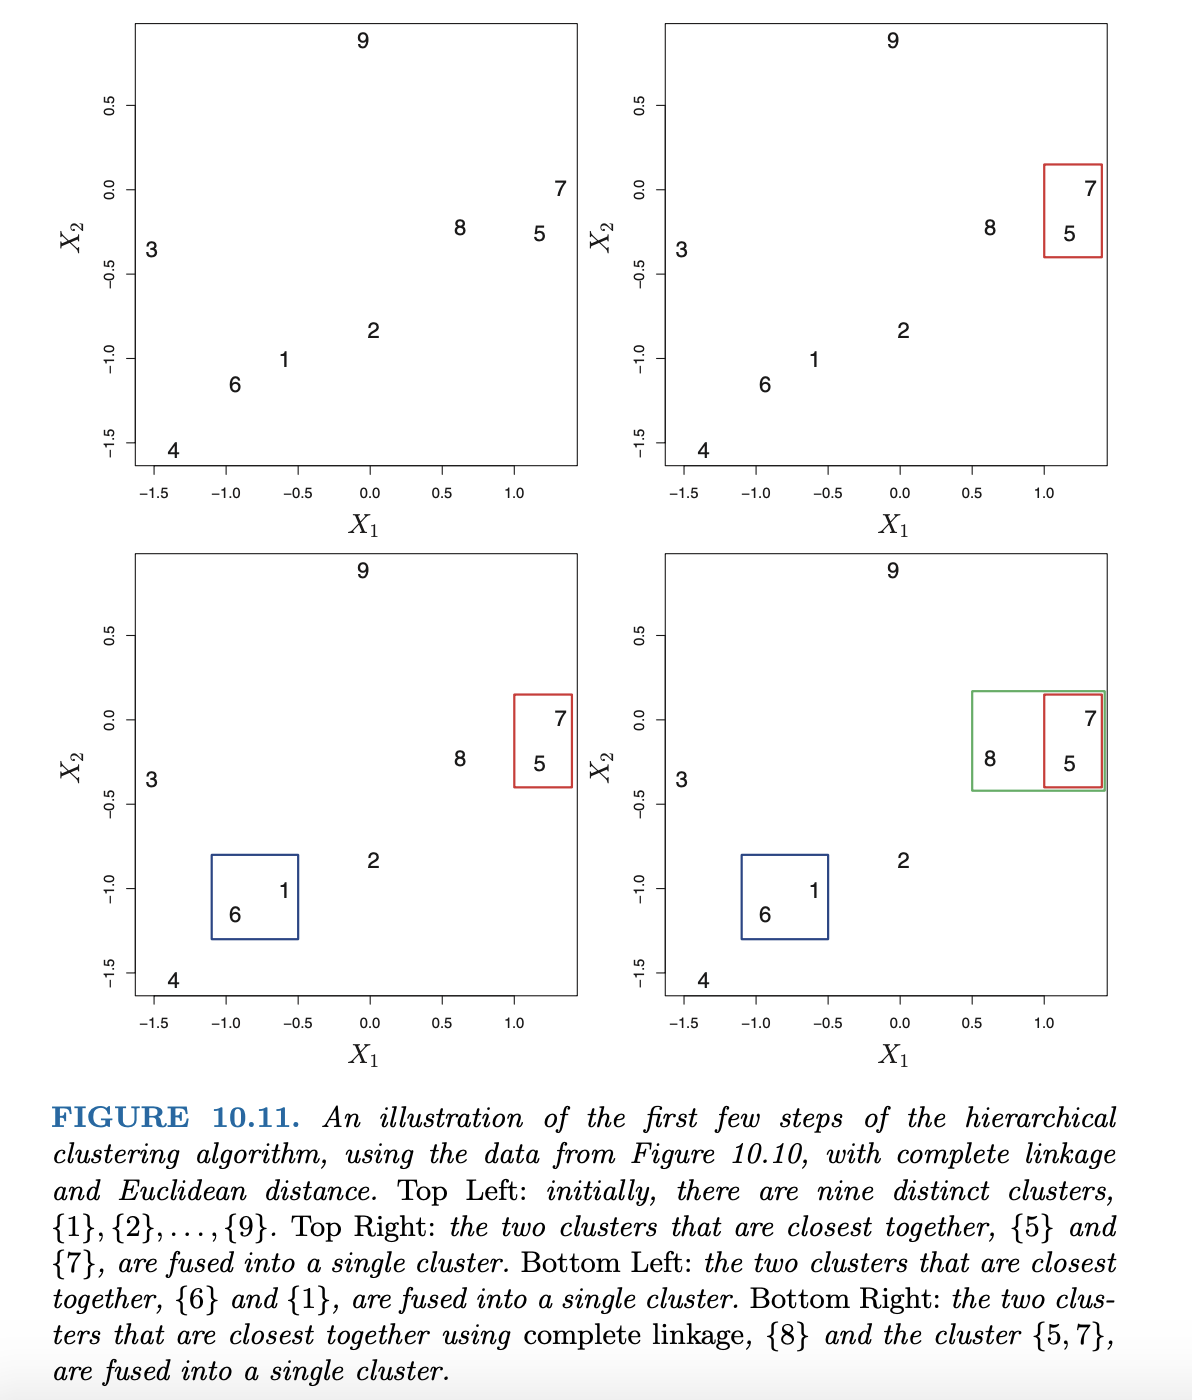 9
0.5
7
0.0
8
5
X2
3
−0.5
2
−1.0
1
6
−1.5
4
−1.5 −1.0 −0.5 0.0 0.5 1.0
X1
9
0.5
7
0.0
8
5
X2
3
−0.5
2
−1.0
1
6
−1.5
4
−1.5 −1.0 −0.5 0.0 0.5 1.0
X1
9
0.5
7
0.0
8
5
X2
3
−0.5
2
−1.0
1
6
−1.5
4
−1.5 −1.0 −0.5 0.0 0.5 1.0
X1
9
0.5
7
0.0
8
5
X2
3
−0.5
2
−1.0
1
6
−1.5
4
−1.5 −1.0 −0.5 0.0 0.5 1.0
X1
FIGURE 10.11. An illustration of the first few steps of the hierarchical
clustering algorithm, using the data from Figure 10.10, with complete linkage
and Euclidean distance. Top Left: initially, there are nine distinct clusters,
{1}, {2}, . . . , {9}. Top Right: the two clusters that are closest together, {5} and
{7}, are fused into a single cluster. Bottom Left: the two clusters that are closest
together, {6} and {1}, are fused into a single cluster. Bottom Right: the two clus-
ters that are closest together using complete linkage, {8} and the cluster {5, 7},
are fused into a single cluster.